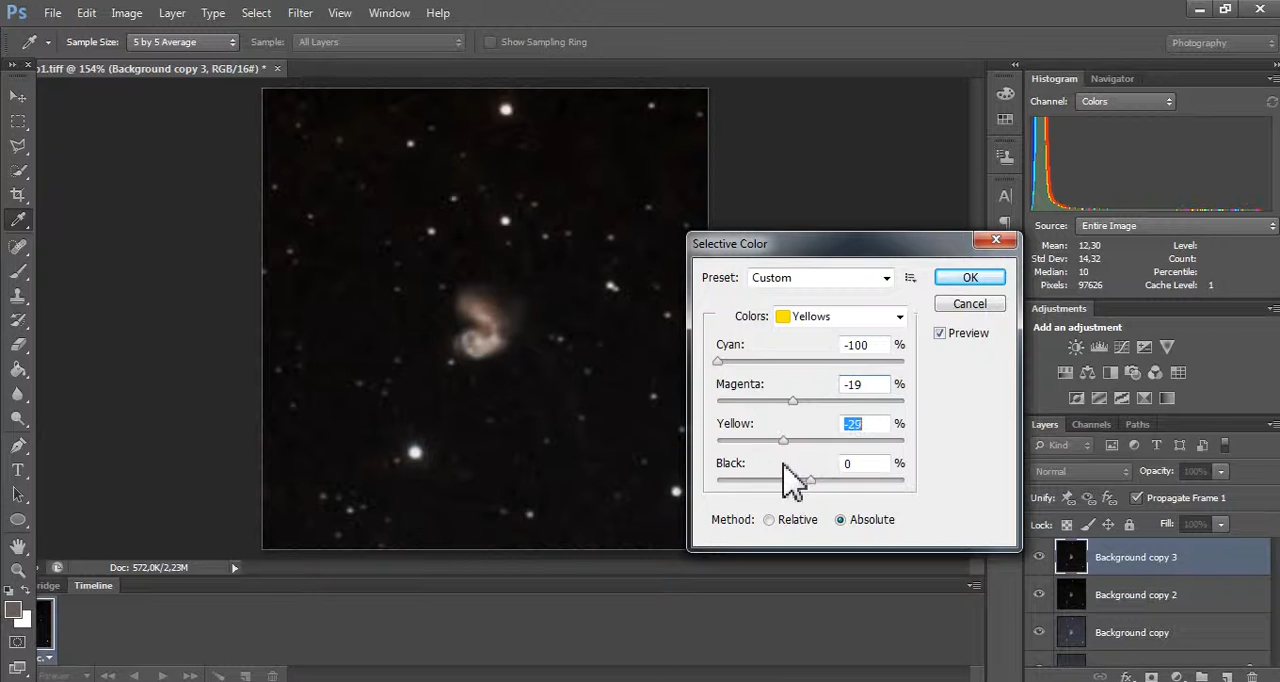 Ps File Edit Image Layer Type Select Filter View Window Help
Sample Size: 5 by 5 Average Sample: All Layers Show Sampling Ring Photography
b1.tiff @ 154% (Background copy 3, RGB/16#) * ×
Histogram Navigator
Channel: Colors
Source: Entire Image
Mean: 12,30 Level:
Std Dev: 14,32 Count:
Median: 10 Percentile:
Pixels: 97626 Cache Level: 1
Selective Color
Preset: Custom OK
Colors: Yellows Cancel
Preview
Cyan: -100 %
Magenta: -19 %
Yellow: -29 %
Black: 0 %
Method: Relative Absolute
Adjustments
Add an adjustment
Layers Channels Paths
Kind
Normal Opacity: 100%
Unify: Propagate Frame 1
Lock: Fill: 100%
Background copy 3
Background copy 2
Background copy
Doc: 572,0K/2,23M
ridge Timeline